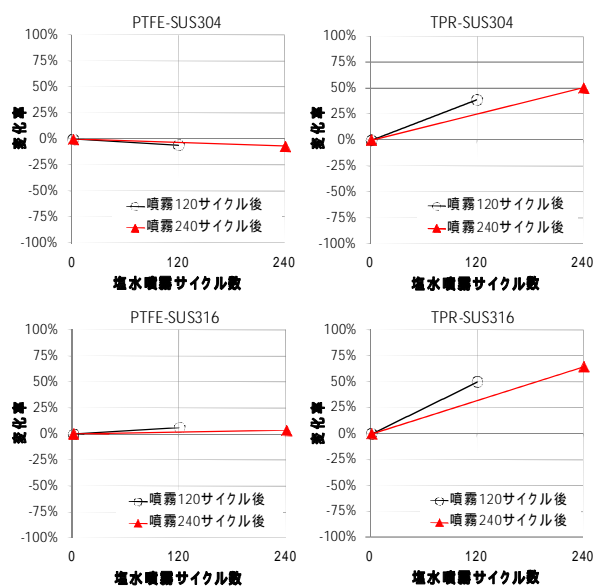 PTFE-SUS304
100%
75%
50%
25%
0%
-25%
-50%
-75%
-100%
変化率
噴霧120サイクル後
噴霧240サイクル後
0 120 240
塩水噴霧サイクル数
TPR-SUS304
100%
75%
50%
25%
0%
-25%
-50%
-75%
-100%
変化率
噴霧120サイクル後
噴霧240サイクル後
0 120 240
塩水噴霧サイクル数
PTFE-SUS316
100%
75%
50%
25%
0%
-25%
-50%
-75%
-100%
変化率
噴霧120サイクル後
噴霧240サイクル後
0 120 240
塩水噴霧サイクル数
TPR-SUS316
100%
75%
50%
25%
0%
-25%
-50%
-75%
-100%
変化率
噴霧120サイクル後
噴霧240サイクル後
0 120 240
塩水噴霧サイクル数